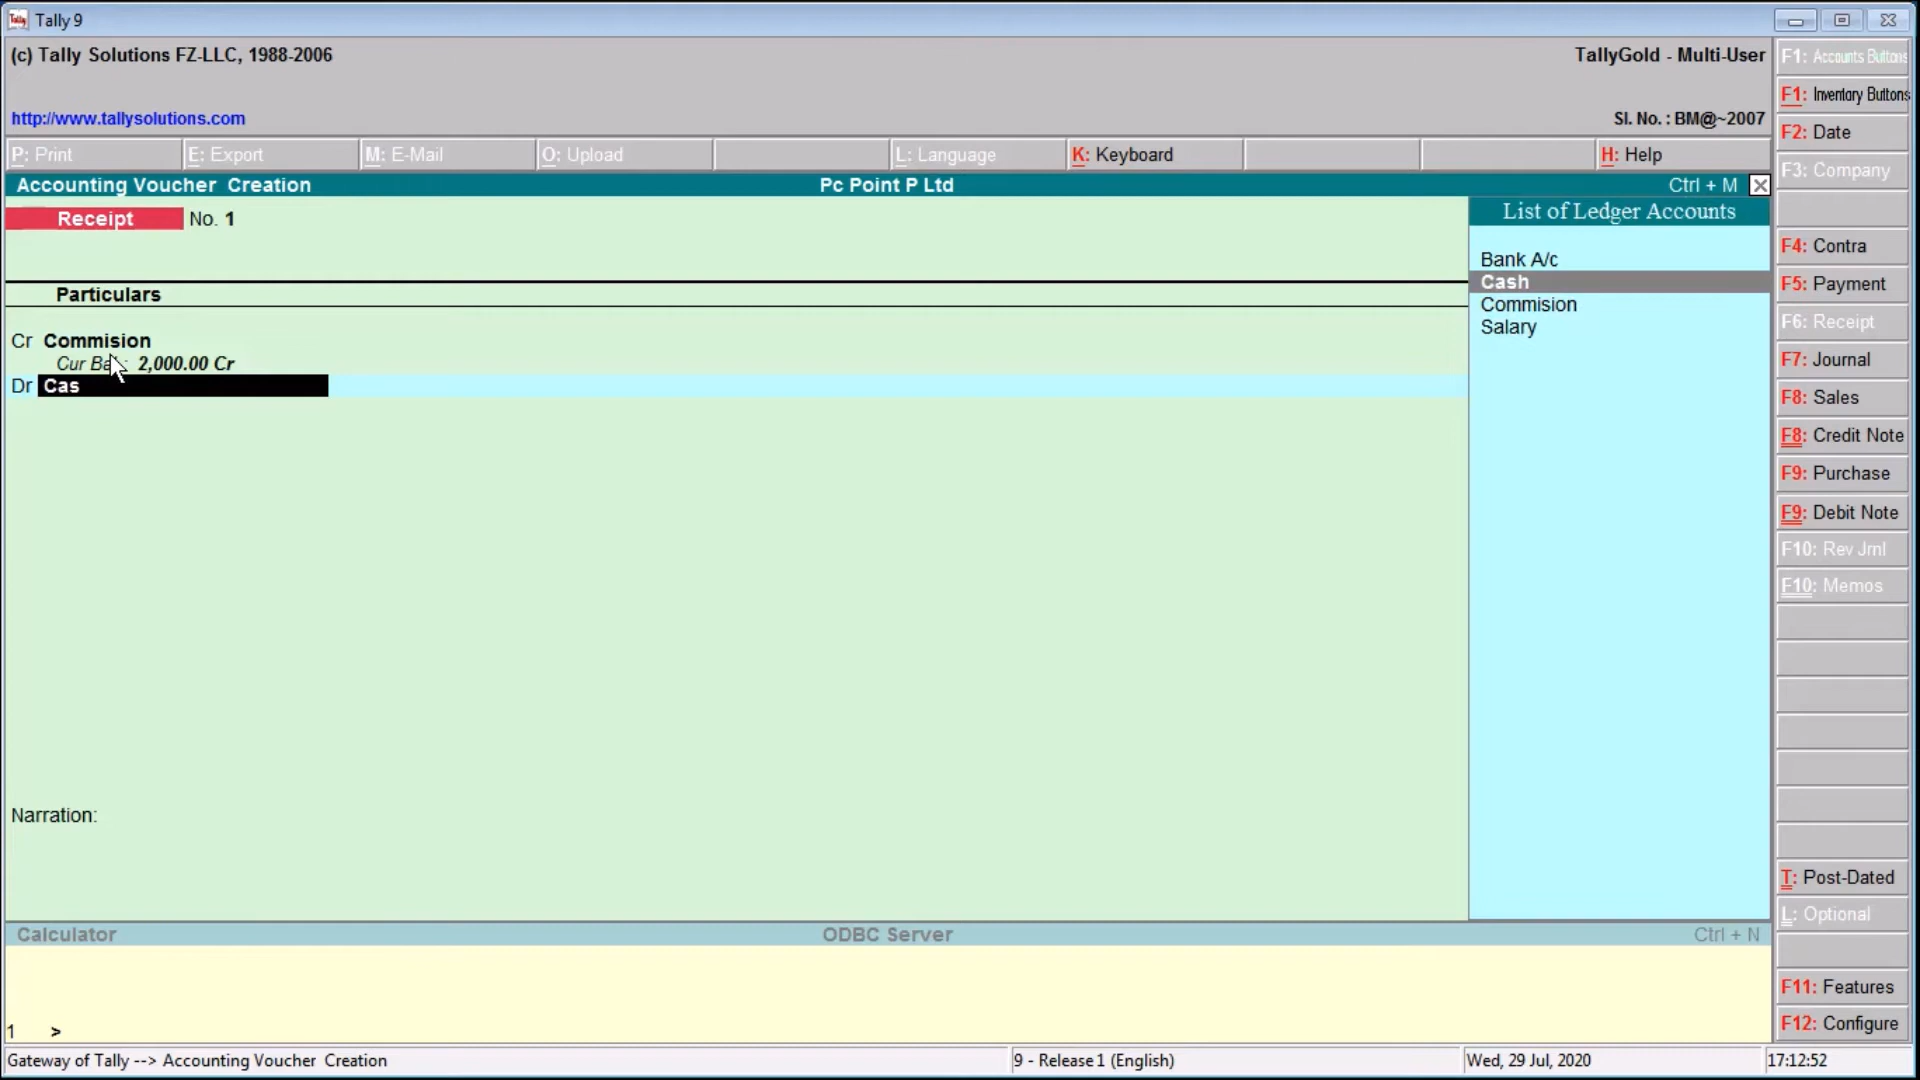 Tally 9
(c) Tally Solutions FZ-LLC, 1988-2006
TallyGold - Multi-User
http://www.tallysolutions.com
Sl. No. : BM@~2007
P: Print
E: Export
M: E-Mail
O: Upload
L: Language
K: Keyboard
H: Help
Accounting Voucher Creation
Pc Point P Ltd
Ctrl + M
Receipt No. 1
Particulars
Cr Commision
Cur Bal: 2,000.00 Cr
Dr Cas
Narration:
List of Ledger Accounts
Bank A/c
Cash
Commision
Salary
F1: Accounts Buttons
F1: Inventory Buttons
F2: Date
F3: Company
F4: Contra
F5: Payment
F6: Receipt
F7: Journal
F8: Sales
F8: Credit Note
F9: Purchase
F9: Debit Note
F10: Rev Jrnl
F10: Memos
T: Post-Dated
L: Optional
F11: Features
F12: Configure
Calculator
ODBC Server
Ctrl + N
1 >
Gateway of Tally --> Accounting Voucher Creation
9 - Release 1 (English)
Wed, 29 Jul, 2020
17:12:52